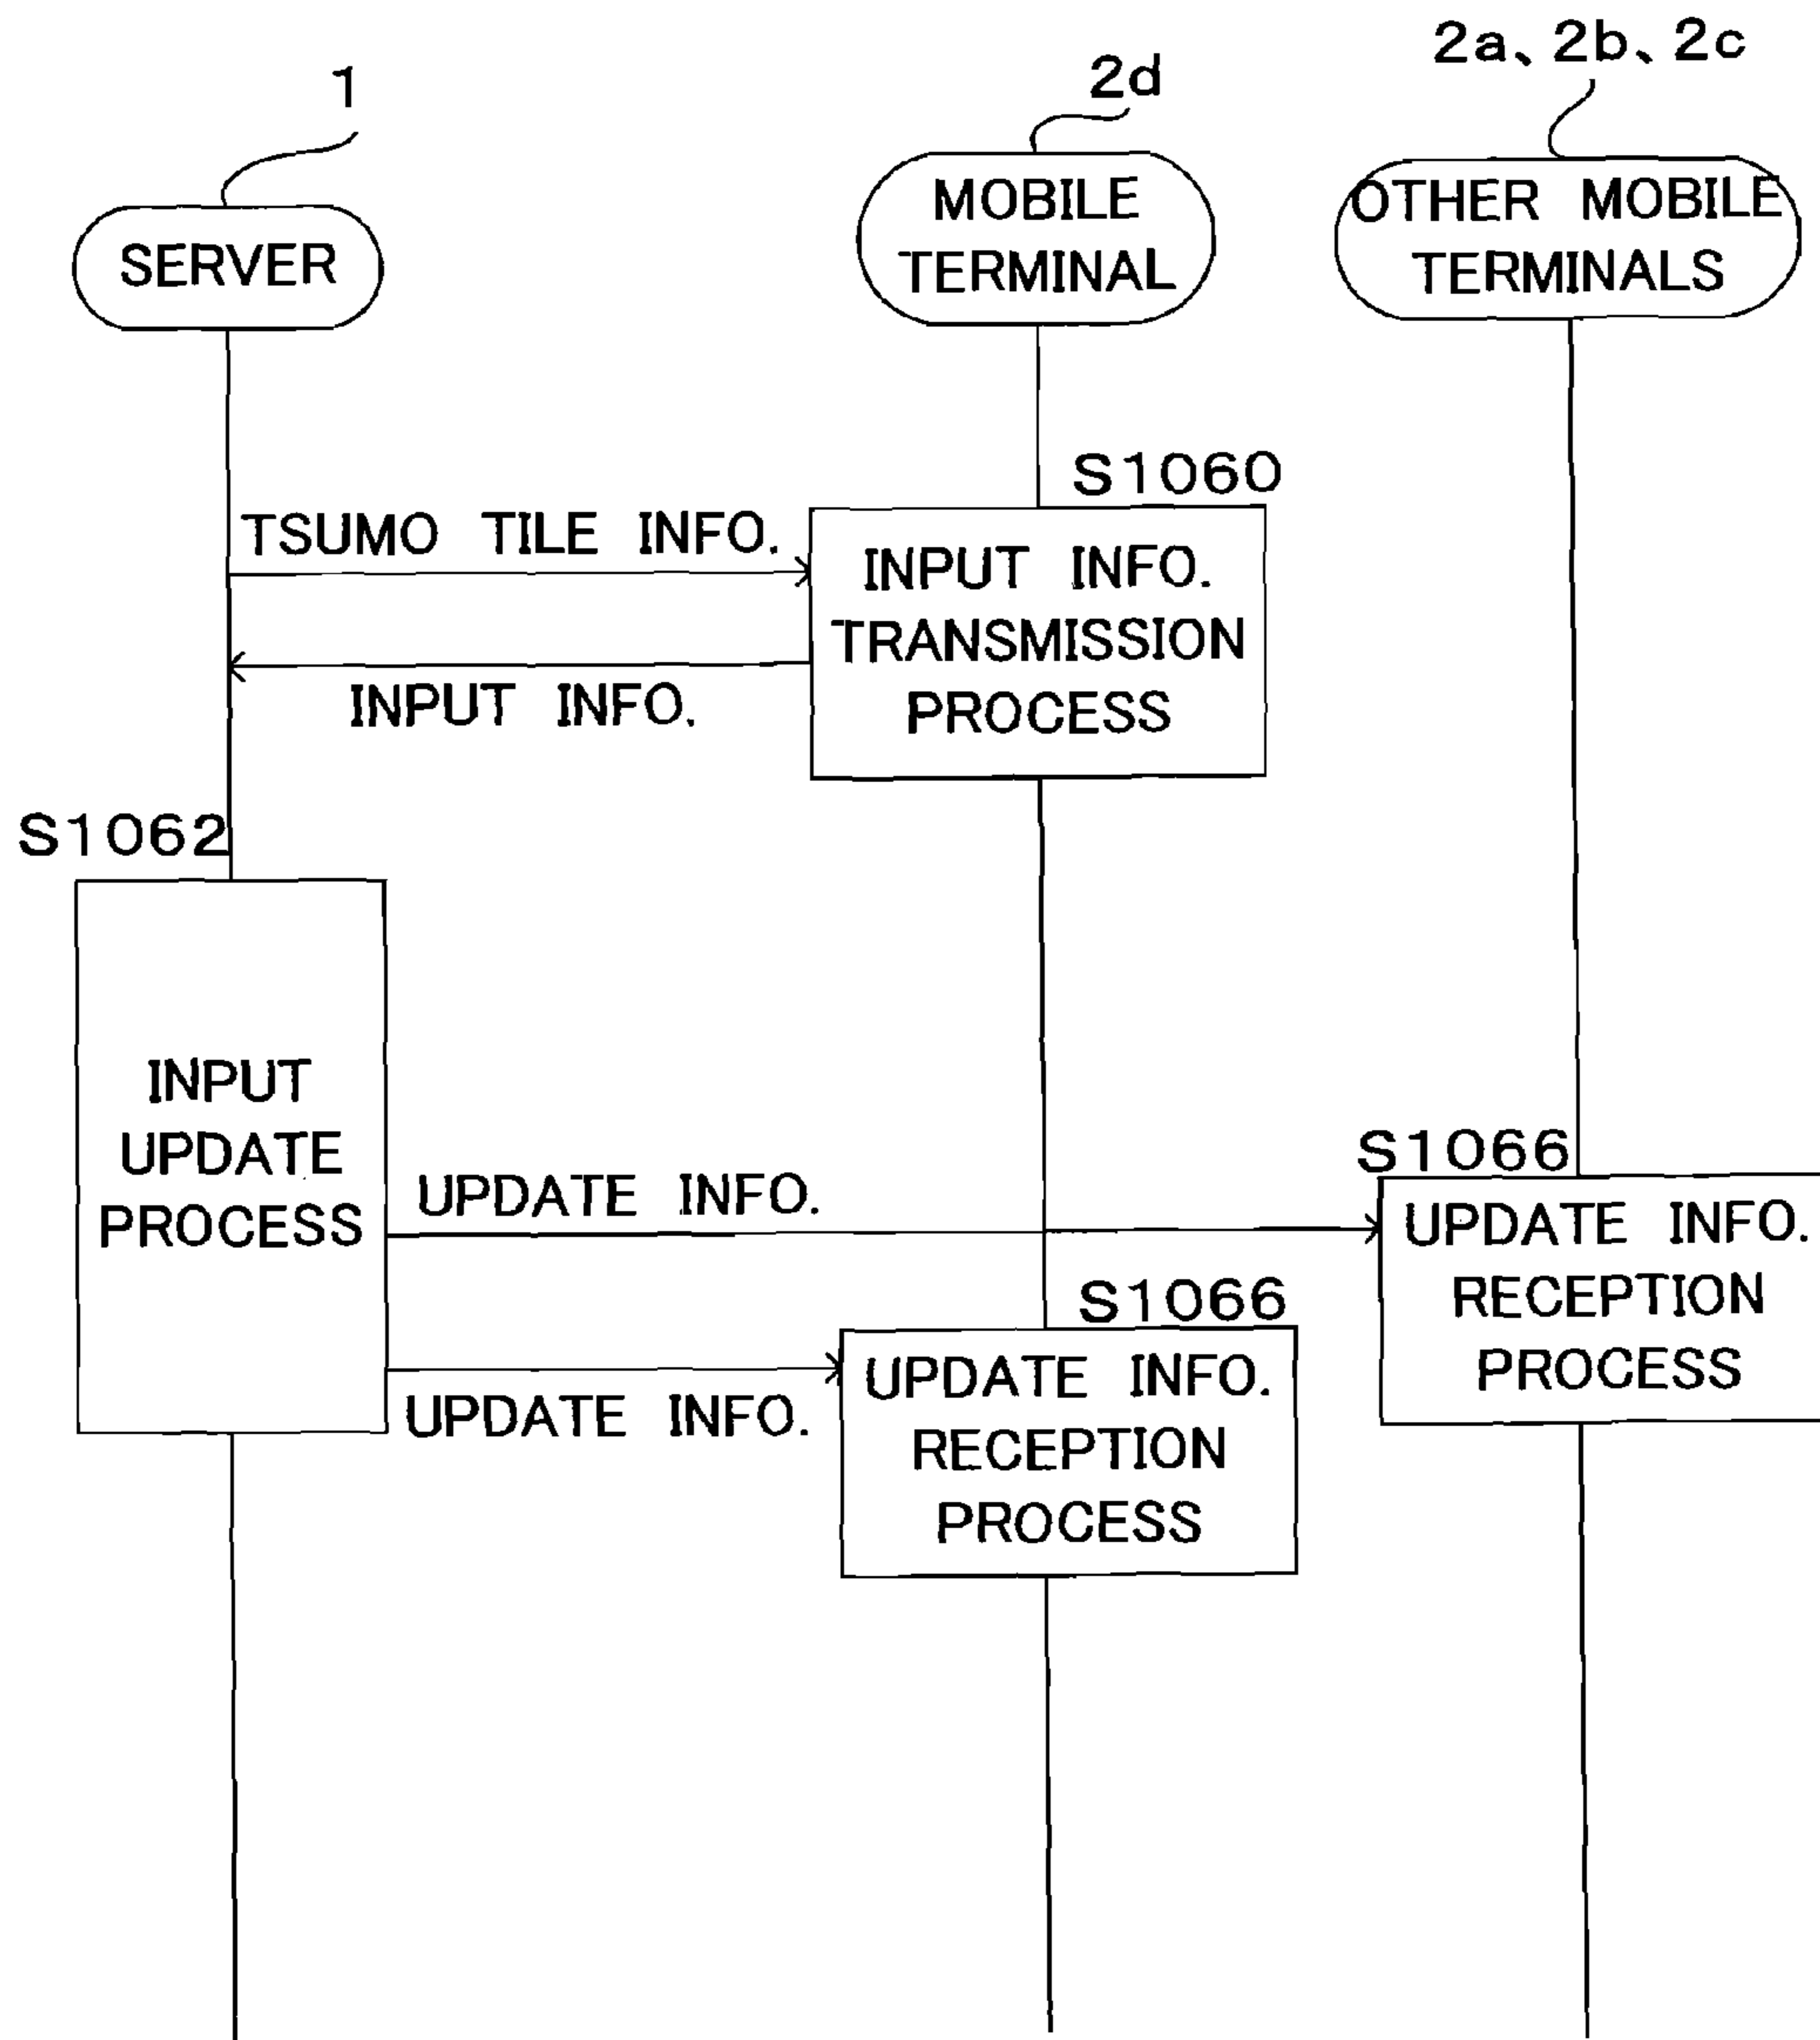 1
2d
2a、2b、2c
SERVER
MOBILE
TERMINAL
OTHER MOBILE
TERMINALS
S1060
TSUMO TILE INFO.
INPUT INFO.
TRANSMISSION
PROCESS
INPUT INFO.
S1062
INPUT
UPDATE
PROCESS
UPDATE INFO.
S1066
UPDATE INFO.
RECEPTION
PROCESS
S1066
UPDATE INFO.
RECEPTION
PROCESS
UPDATE INFO.